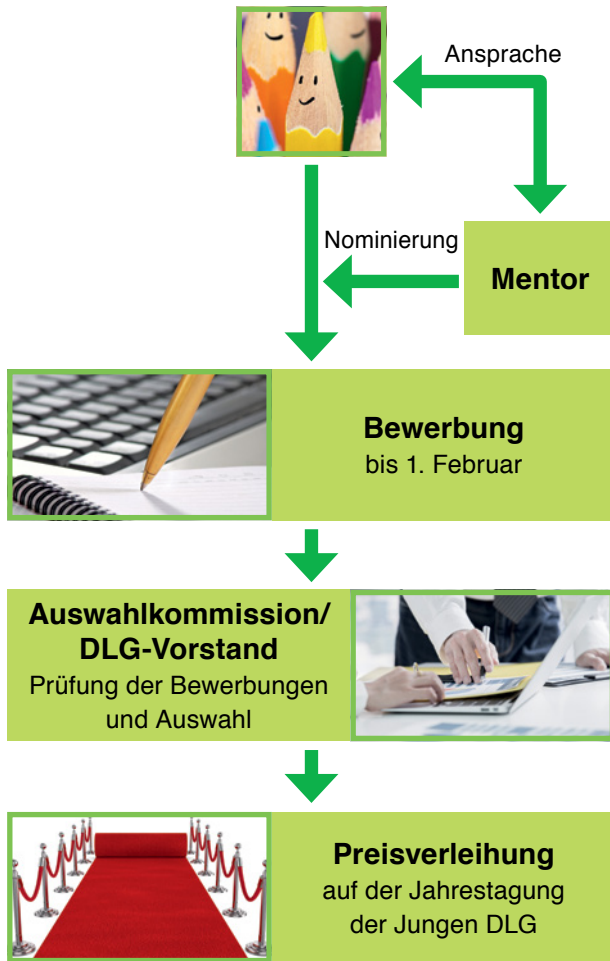 Ansprache
Nominierung
Mentor
Bewerbung
bis 1. Februar
Auswahlkommission/
DLG-Vorstand
Prüfung der Bewerbungen
und Auswahl
Preisverleihung
auf der Jahrestagung
der Jungen DLG